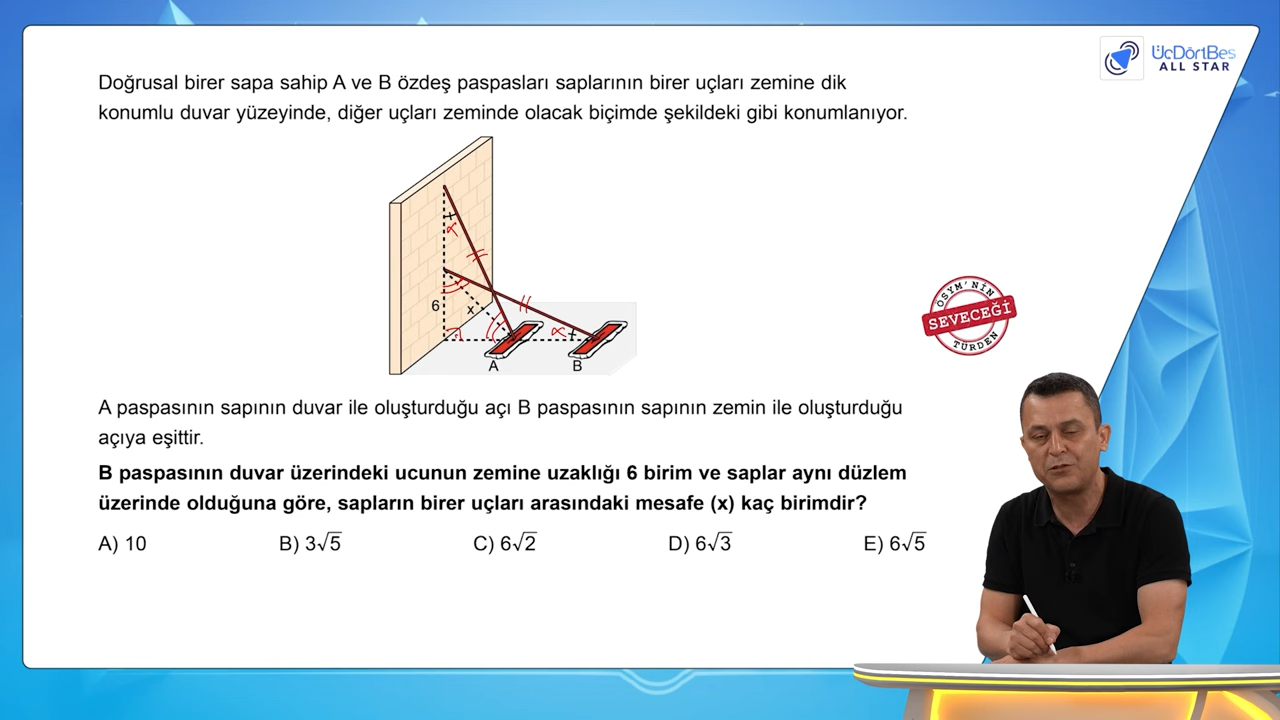 ÜçDörtBeş
ALL STAR
Doğrusal birer sapa sahip A ve B özdeş paspasları saplarının birer uçları zemine dik
konumlu duvar yüzeyinde, diğer uçları zeminde olacak biçimde şekildeki gibi konumlanıyor.
α
6
x
α
A
B
ÖSYM'NİN
SEVECEĞİ
TÜRDEN
A paspasının sapının duvar ile oluşturduğu açı B paspasının sapının zemin ile oluşturduğu
açıya eşittir.
B paspasının duvar üzerindeki ucunun zemine uzaklığı 6 birim ve saplar aynı düzlem
üzerinde olduğuna göre, sapların birer uçları arasındaki mesafe (x) kaç birimdir?
A) 10 B) 3√5 C) 6√2 D) 6√3 E) 6√5